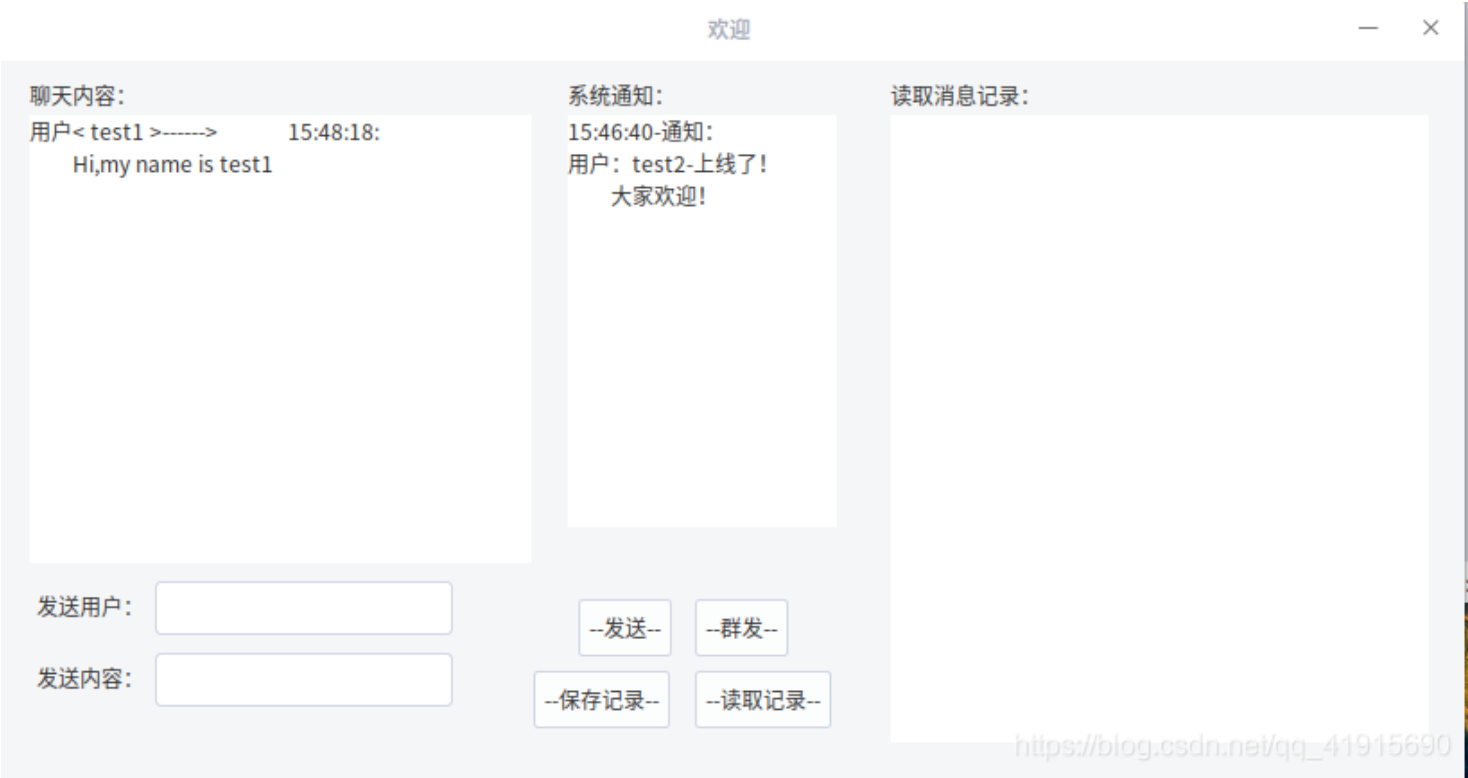 欢迎
聊天内容：
用户< test1 >------> 15:48:18:
Hi,my name is test1
系统通知：
15:46:40-通知：
用户：test2-上线了！
大家欢迎！
读取消息记录：
发送用户：
发送内容：
--发送--
--群发--
--保存记录--
--读取记录--
https://blog.csdn.net/qq_41915690